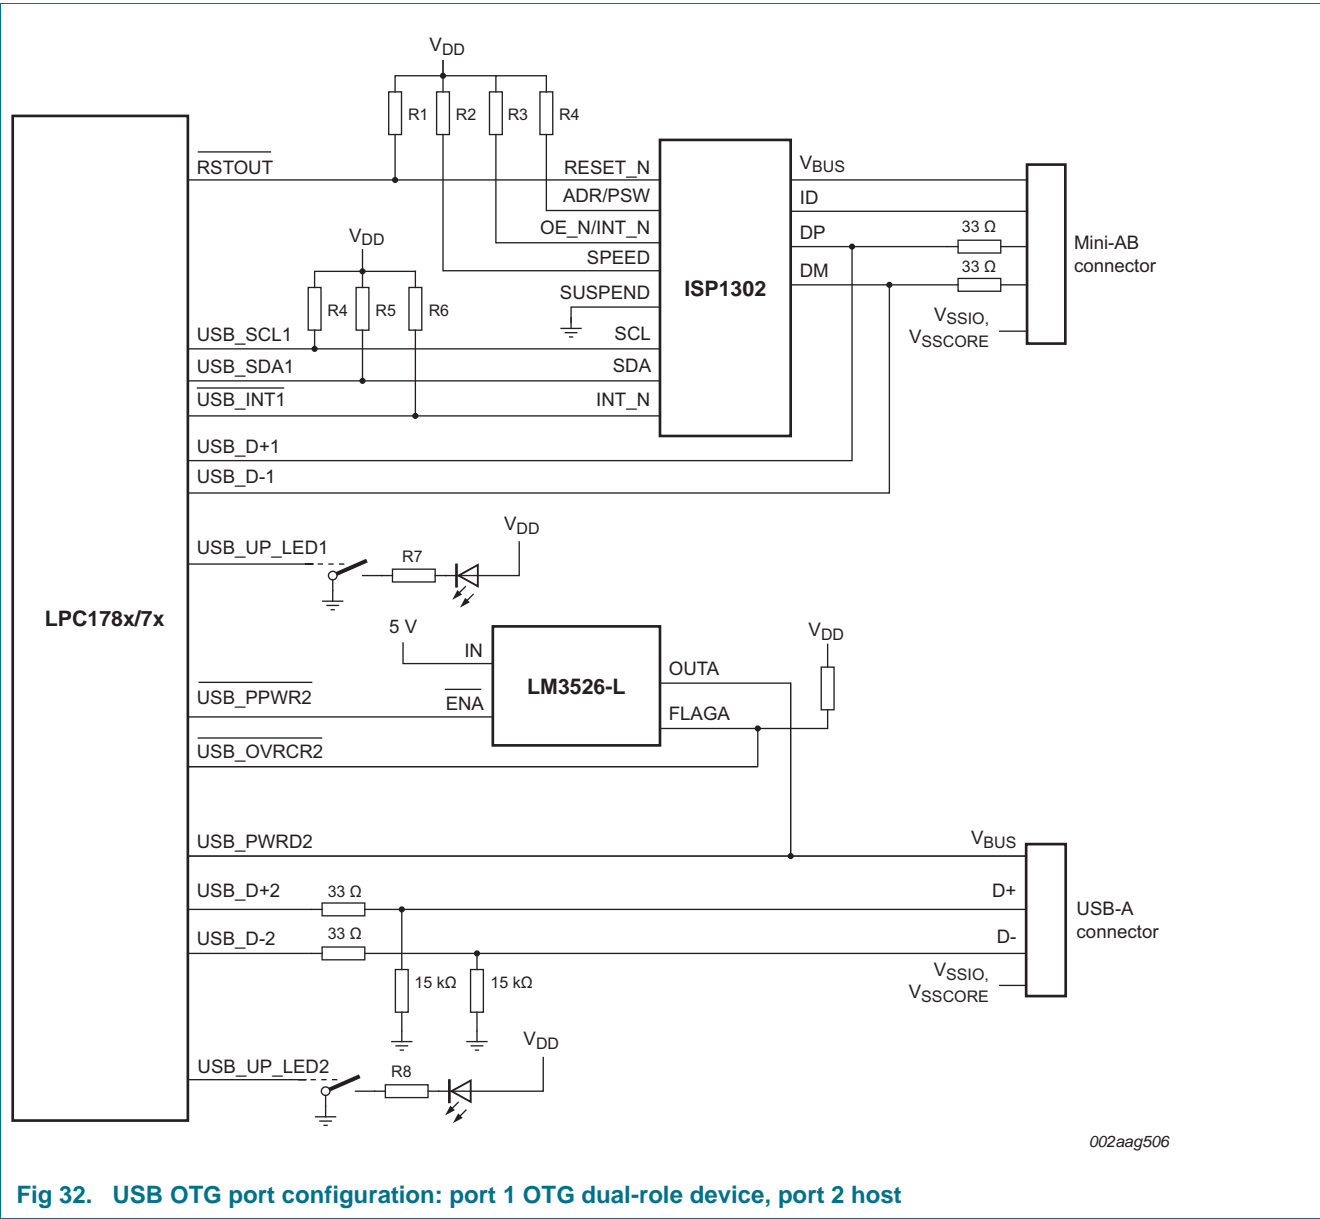 VDD
R1 R2 R3 R4
RSTOUT
RESET_N
VBUS
ADR/PSW
ID
OE_N/INT_N
DP
33 Ω
Mini-AB
connector
VDD
SPEED
DM
33 Ω
ISP1302
SUSPEND
R4 R5 R6
VSSIO,
VSSCORE
USB_SCL1
SCL
USB_SDA1
SDA
USB_INT1
INT_N
USB_D+1
USB_D-1
VDD
USB_UP_LED1
R7
LPC178x/7x
5 V
VDD
IN
OUTA
LM3526-L
USB_PPWR2
ENA
FLAGA
USB_OVRCR2
USB_PWRD2
VBUS
USB_D+2
33 Ω
D+
USB-A
connector
USB_D-2
33 Ω
D-
15 kΩ
15 kΩ
VSSIO,
VSSCORE
VDD
USB_UP_LED2
R8
002aag506
Fig 32. USB OTG port configuration: port 1 OTG dual-role device, port 2 host